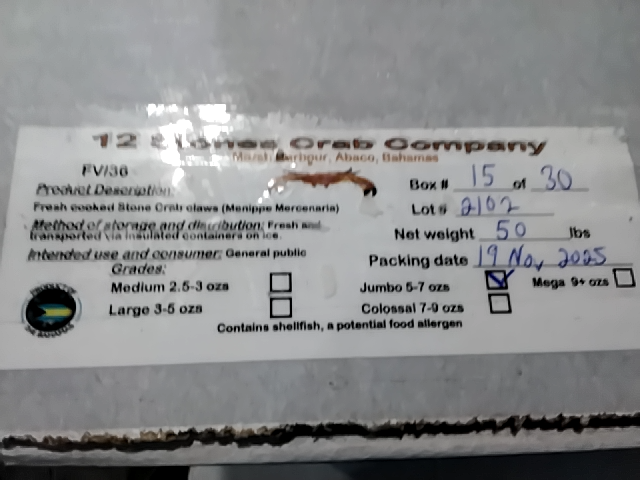 12 Stones Crab Company
Marsh Harbour, Abaco, Bahamas
FV/36
Box # 15 of 30
Product Description:
Fresh cooked Stone Crab claws (Menippe Mercenaria)
Lot # 2102
Method of storage and distribution: Fresh and
transported via insulated containers on ice.
Net weight 50 lbs
Intended use and consumer: General public
Packing date 19 Nov 2025
Grades:
Medium 2.5-3 ozs
Jumbo 5-7 ozs
Mega 9+ ozs
Large 3-5 ozs
Colossal 7-9 ozs
Contains shellfish, a potential food allergen
PRODUCT OF